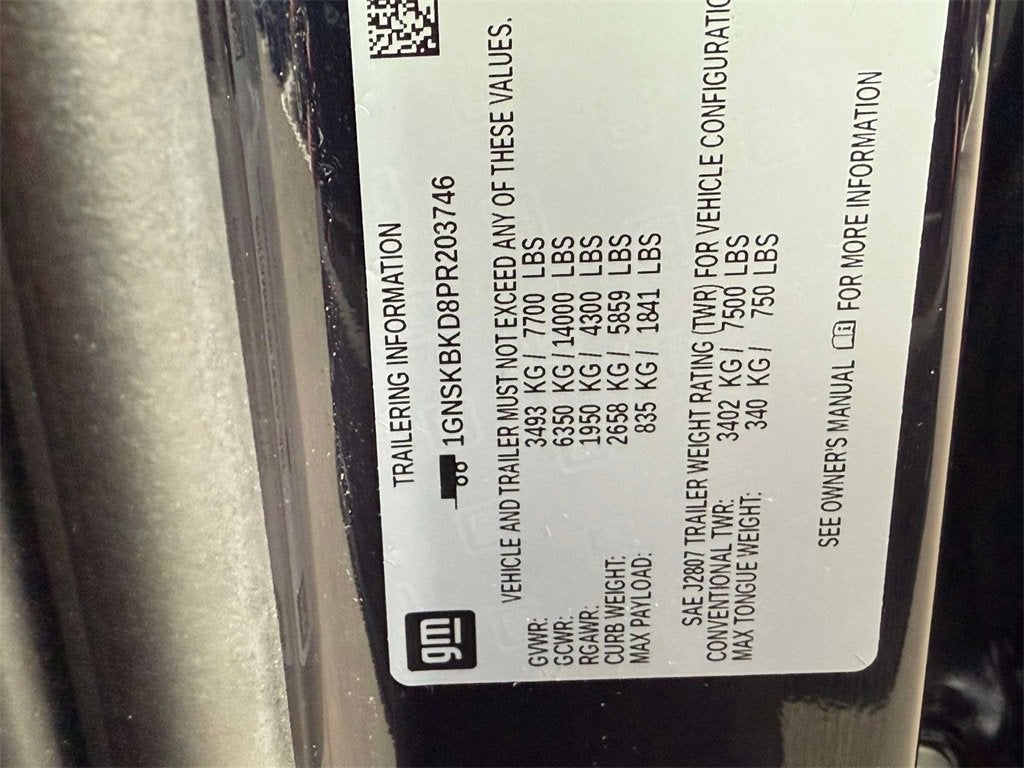 gm
TRAILERING INFORMATION
1GNSKBKD8PR203746
VEHICLE AND TRAILER MUST NOT EXCEED ANY OF THESE VALUES.
GVWR: 3493 KG / 7700 LBS
GCWR: 6350 KG / 14000 LBS
RGAWR: 1950 KG / 4300 LBS
CURB WEIGHT: 2658 KG / 5859 LBS
MAX PAYLOAD: 835 KG / 1841 LBS
SAE J2807 TRAILER WEIGHT RATING (TWR) FOR VEHICLE
CONVENTIONAL TWR: 3402 KG / 7500 LBS
MAX TONGUE WEIGHT: 340 KG / 750 LBS
SEE OWNER'S MANUAL FOR MORE INFORMATION